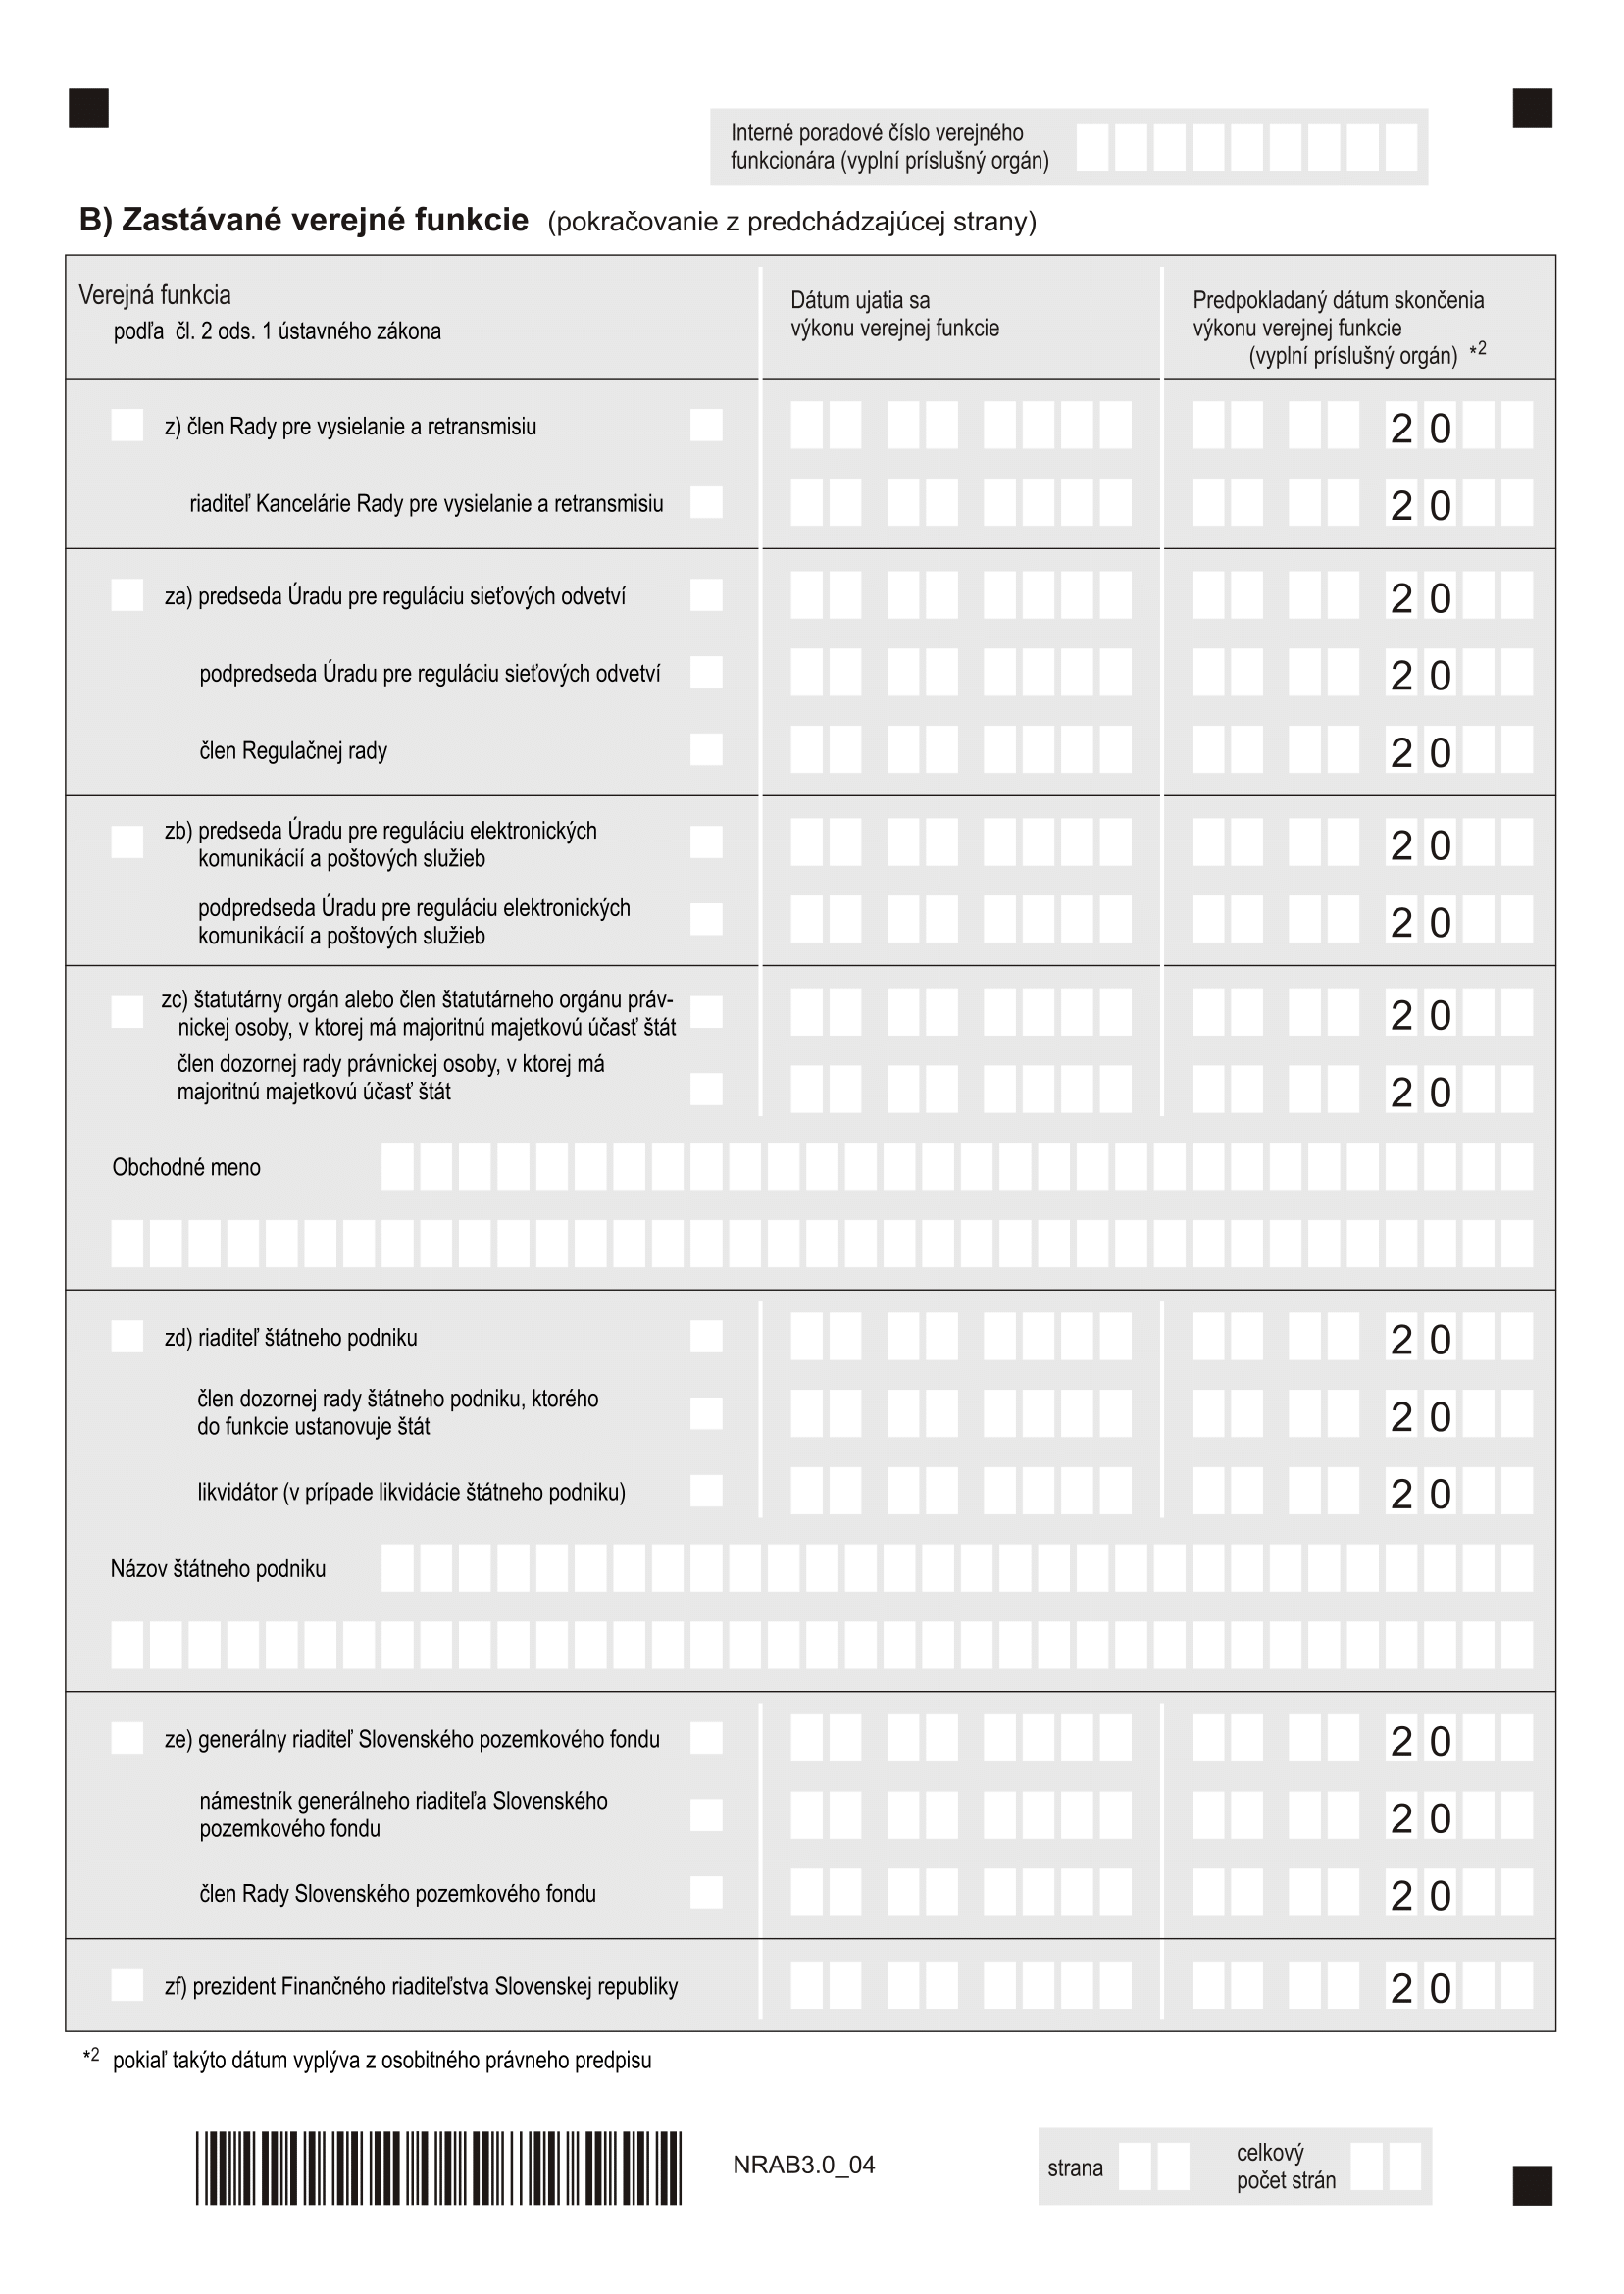 Interné poradové číslo verejného
funkcionára (vyplní príslušný orgán)
B) Zastávané verejné funkcie (pokračovanie z predchádzajúcej strany)
Verejná funkcia
podľa čl. 2 ods. 1 ústavného zákona
Dátum ujatia sa
výkonu verejnej funkcie
Predpokladaný dátum skončenia
výkonu verejnej funkcie
(vyplní príslušný orgán) *2
z) člen Rady pre vysielanie a retransmisiu 20
riaditeľ Kancelárie Rady pre vysielanie a retransmisiu 20
za) predseda Úradu pre reguláciu sieťových odvetví 20
podpredseda Úradu pre reguláciu sieťových odvetví 20
člen Regulačnej rady 20
zb) predseda Úradu pre reguláciu elektronických
komunikácií a poštových služieb 20
podpredseda Úradu pre reguláciu elektronických
komunikácií a poštových služieb 20
zc) štatutárny orgán alebo člen štatutárneho orgánu práv-
nickej osoby, v ktorej má majoritnú majetkovú účasť štát 20
člen dozornej rady právnickej osoby, v ktorej má
majoritnú majetkovú účasť štát 20
Obchodné meno
zd) riaditeľ štátneho podniku 20
člen dozornej rady štátneho podniku, ktorého
do funkcie ustanovuje štát 20
likvidátor (v prípade likvidácie štátneho podniku) 20
Názov štátneho podniku
ze) generálny riaditeľ Slovenského pozemkového fondu 20
námestník generálneho riaditeľa Slovenského
pozemkového fondu 20
člen Rady Slovenského pozemkového fondu 20
zf) prezident Finančného riaditeľstva Slovenskej republiky 20
*2 pokiaľ takýto dátum vyplýva z osobitného právneho predpisu
NRAB3.0_04
strana
celkový
počet strán